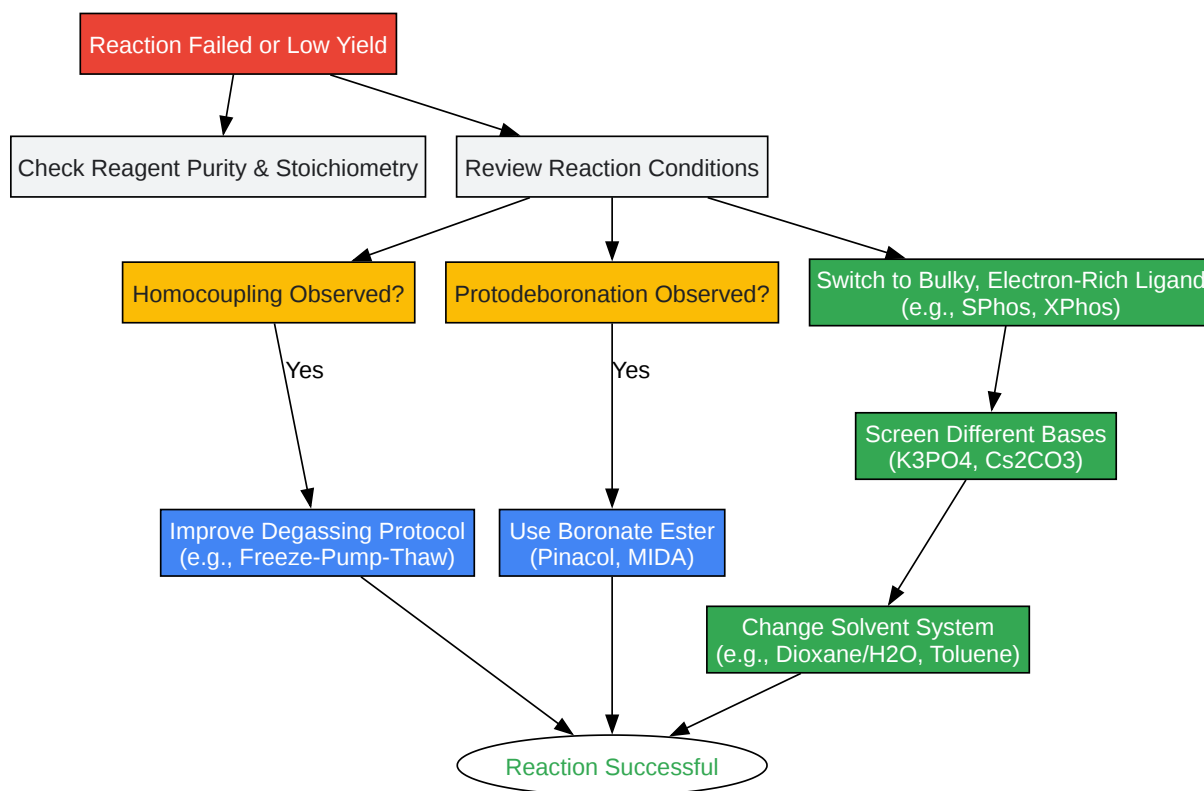 Reaction Failed or Low Yield
Check Reagent Purity & Stoichiometry
Review Reaction Conditions
Homocoupling Observed?
Protodeboronation Observed?
Switch to Bulky, Electron-Rich Ligand
(e.g., SPhos, XPhos)
Yes
Yes
Screen Different Bases
(K3PO4, Cs2CO3)
Improve Degassing Protocol
(e.g., Freeze-Pump-Thaw)
Use Boronate Ester
(Pinacol, MIDA)
Change Solvent System
(e.g., Dioxane/H2O, Toluene)
Reaction Successful